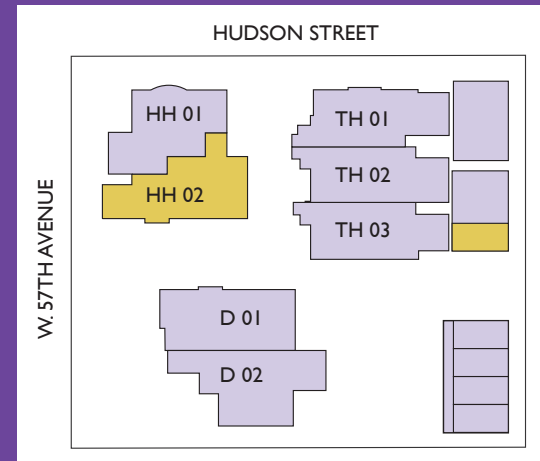 HUDSON STREET
W. 57TH AVENUE
HH 01
HH 02
TH 01
TH 02
TH 03
D 01
D 02